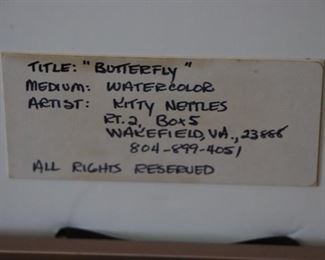 TITLE: "BUTTERFLY"
MEDIUM: WATERCOLOR
ARTIST: KITTY NETTLES
RT. 2, BOX 5
WAKEFIELD, VA., 23888
804-899-4051
ALL RIGHTS RESERVED